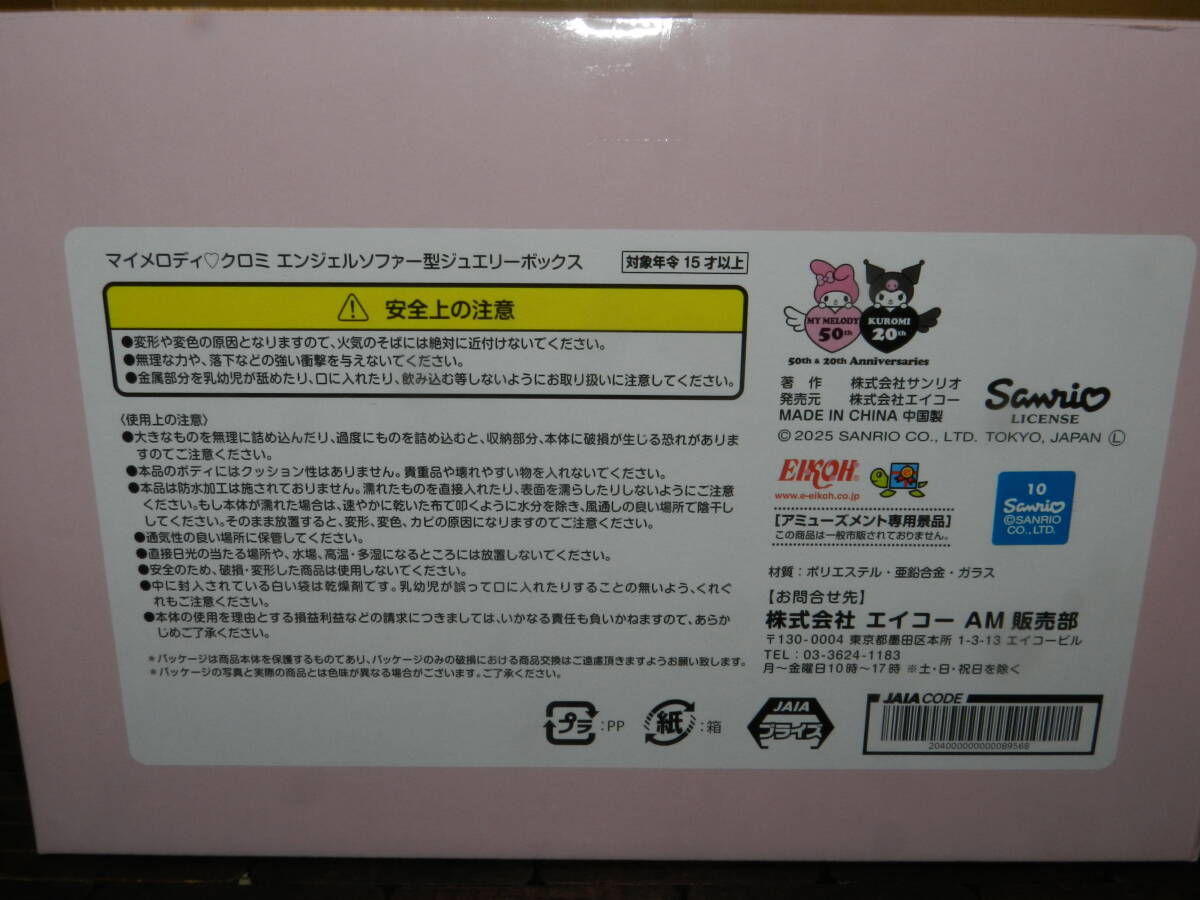 マイメロディ♡クロミ エンジェルソファー型ジュエリーボックス
対象年令 15才以上
⚠ 安全上の注意
●変形や変色の原因となりますので、火気のそばには絶対に近付けないてください。
●無理な力や、落下などの強い衝撃を与えないでください。
●金属部分を乳幼児が舐めたり、口に入れたり、飲み込む等しないようにお取り扱いに注意してください。
〈使用上の注意〉
●大きなものを無理に詰め込んだり、過度にものを詰め込むと、収納部分、本体に破損が生じる恐れがありま
すのでご注意ください。
●本品のボディにはクッション性はありません。貴重品や壊れやすい物を入れないてください。
●本品は防水加工は施されておりません。濡れたものを直接入れたり、表面を濡らしたりしないようにご注意
ください。もし本体が濡れた場合は、速やかに乾いた布で叩くように水分を除き、風通しの良い場所で陰干し
してください。そのまま放置すると、変形、変色、カビの原因になりますのでご注意ください。
●通気性の良い場所に保管してください。
●直接日光の当たる場所や、水場、高温・多湿になるところには放置しないてください。
●安全のため、破損・変形した商品は使用しないでください。
●中に封入されている白い袋は乾燥剤です。乳幼児が誤って口に入れたりすることの無いよう、くれぐ
れもご注意ください。
●本体の使用を理由とする損益利益などの請求につきましては、いかなる責任も負いかねますので、あらか
じめご了承ください。
*パッケージは商品本体を保護するものであり、パッケージのみの破損における商品交換はご遠慮頂きますようお願い致します。
*パッケージの写真と実際の商品とは色味が異なる場合がございます。ご了承ください。
プラ :PP
紙 :箱
JAIA
プライズ
MY MELODY
50th
KUROMI
20th
50th & 20th Anniversaries
著 作 株式会社サンリオ
発売元 株式会社エイコー
MADE IN CHINA 中国製
Sanrio
LICENSE
©2025 SANRIO CO., LTD. TOKYO, JAPAN Ⓛ
EIKOH
www.e-eikoh.co.jp
10
Sanrio
©SANRIO
CO., LTD.
【アミューズメント専用景品】
この商品は一般市販されておりません。
材質:ポリエステル・亜鉛合金・ガラス
【お問合せ先】
株式会社 エイコー AM 販売部
〒130-0004 東京都墨田区本所 1-3-13 エイコービル
TEL:03-3624-1183
月～金曜日10時～17時 ※土・日・祝日を除く
JAIA CODE
204000000000089568